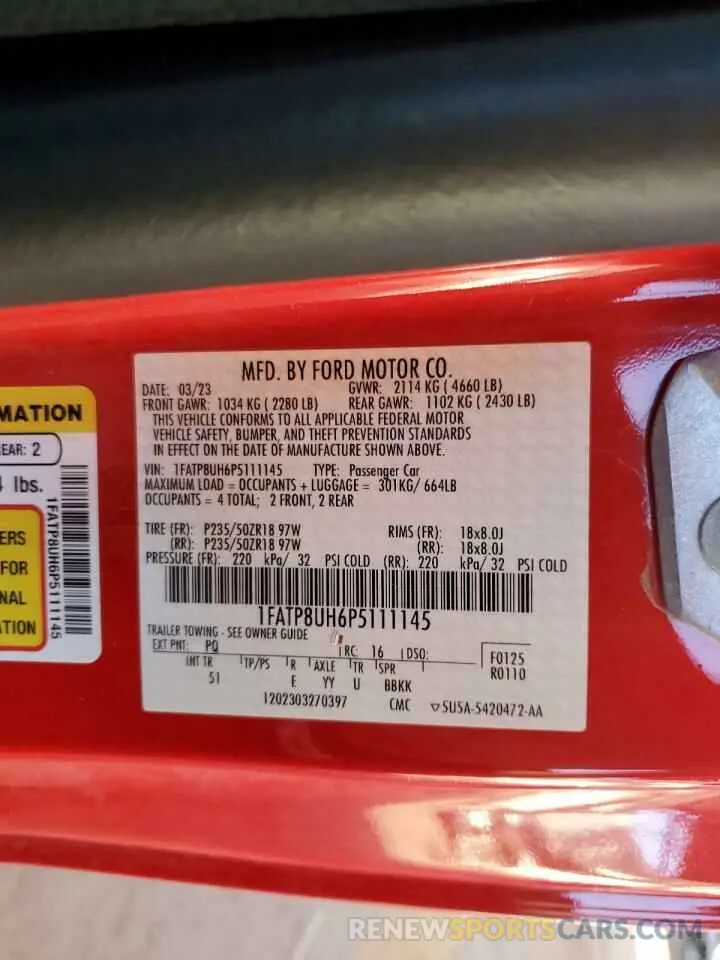 MFD. BY FORD MOTOR CO.
DATE: 03/23 GVWR: 2114 KG ( 4660 LB)
FRONT GAWR: 1034 KG ( 2280 LB) REAR GAWR: 1102 KG ( 2430 LB)
THIS VEHICLE CONFORMS TO ALL APPLICABLE FEDERAL MOTOR
VEHICLE SAFETY, BUMPER, AND THEFT PREVENTION STANDARDS
IN EFFECT ON THE DATE OF MANUFACTURE SHOWN ABOVE.
VIN: 1FATP8UH6P5111145 TYPE: Passenger Car
MAXIMUM LOAD = OCCUPANTS + LUGGAGE = 301KG/ 664LB
OCCUPANTS = 4 TOTAL; 2 FRONT, 2 REAR
TIRE (FR): P235/50ZR18 97W RIMS (FR): 18x8.0J
(RR): P235/50ZR18 97W (RR): 18x8.0J
PRESSURE (FR): 220 kPa/ 32 PSI COLD (RR): 220 kPa/ 32 PSI COLD
1FATP8UH6P5111145
TRAILER TOWING - SEE OWNER GUIDE
EXT PNT: PQ RC: 16 DSO: F0125
R0110
INT TR TP/PS R AXLE TR SPR
5I E YY U BBKK
1202303270397 CMC ▽SU5A-5420472-AA
MATION
EAR: 2
lbs.
ERS
FOR
NAL
TION
1FATP8UH6P5111145
RENEWSPORTSCARS.COM